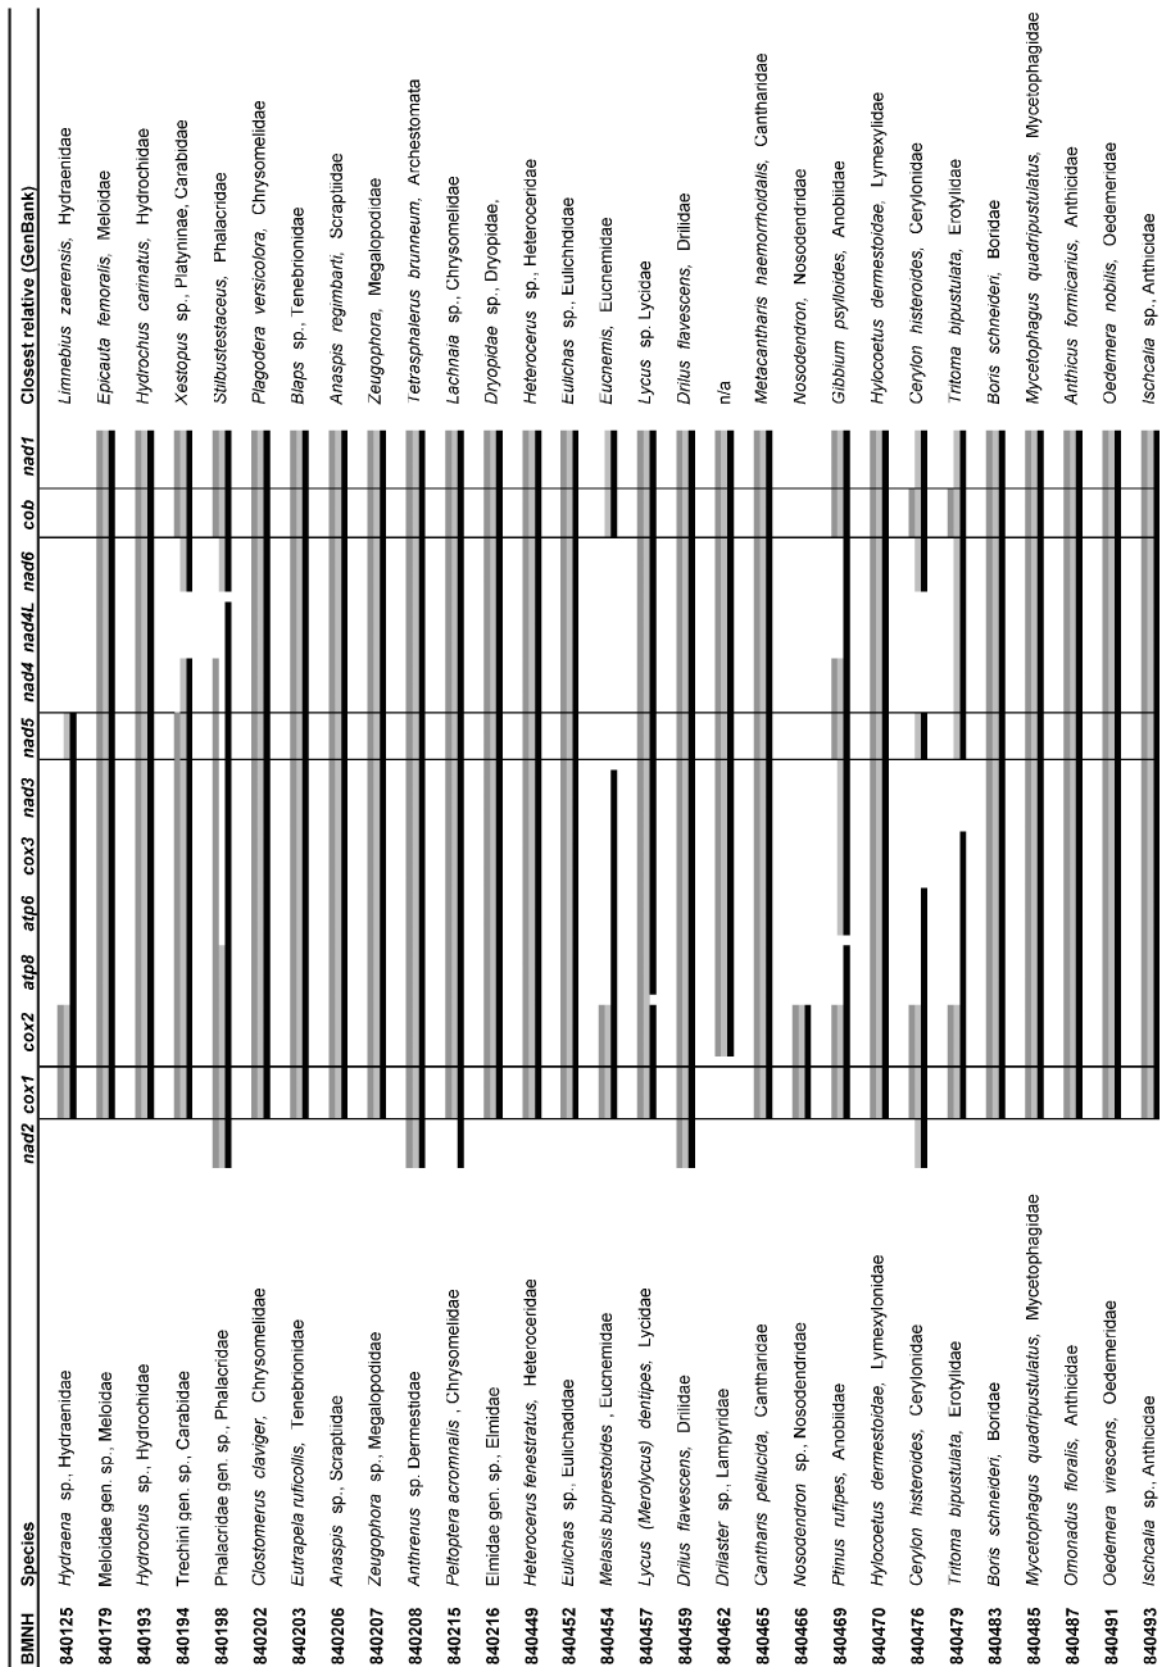 BMNH Species nad2 cox1 cox2 atp8 atp6 cox3 nad3 nad5 nad4 nad4L nad6 cob nad1 Closest relative (GenBank)
840125 Hydraena sp., Hydraenidae Limnebius zaerensis, Hydraenidae
840179 Meloidae gen. sp., Meloidae Epicauta femoralis, Meloidae
840193 Hydrochus sp., Hydrochidae Hydrochus carinatus, Hydrochidae
840194 Trechini gen. sp., Carabidae Xestopus sp., Platyninae, Carabidae
840198 Phalacridae gen. sp., Phalacridae Stilbustestaceus, Phalacridae
840202 Clostomerus claviger, Chrysomelidae Plagodera versicolora, Chrysomelidae
840203 Eutrapela ruficollis, Tenebrionidae Blaps sp., Tenebrionidae
840206 Anaspis sp., Scraptiidae Anaspis regimbarti, Scraptiidae
840207 Zeugophora sp., Megalopodidae Zeugophora, Megalopodidae
840208 Anthrenus sp. Dermestidae Tetrasphalerus brunneum, Archestomata
840215 Peltoptera acromnalis , Chrysomelidae Lachnaia sp., Chrysomelidae
840216 Elmidae gen. sp., Elmidae Dryopidae sp., Dryopidae,
840449 Heterocerus fenestratus, Heteroceridae Heterocerus sp., Heteroceridae
840452 Eulichas sp., Eulichadidae Eulichas sp., Eulichhdidae
840454 Melasis buprestoides , Eucnemidae Eucnemis, Eucnemidae
840457 Lycus (Merolycus) dentipes, Lycidae Lycus sp. Lycidae
840459 Drilus flavescens, Drilidae Drilus flavescens, Drilidae
840462 Drilaster sp., Lampyridae n/a
840465 Cantharis pellucida, Cantharidae Metacantharis haemorrhoidalis, Cantharidae
840466 Nosodendron sp., Nosodendridae Nosodendron, Nosodendridae
840469 Ptinus rufipes, Anobiidae Gibbium psylloides, Anobiidae
840470 Hylocoetus dermestoidae, Lymexylonidae Hylocoetus dermestoidae, Lymexylidae
840476 Cerylon histeroides, Cerylonidae Cerylon histeroides, Cerylonidae
840479 Tritoma bipustulata, Erotylidae Tritoma bipustulata, Erotylidae
840483 Boris schneideri, Boridae Boris schneideri, Boridae
840485 Mycetophagus quadripustulatus, Mycetophagidae Mycetophagus quadripustulatus, Mycetophagidae
840487 Omonadus floralis, Anthicidae Anthicus formicarius, Anthicidae
840491 Oedemera virescens, Oedemeridae Oedemera nobilis, Oedemeridae
840493 Ischcalia sp., Anthicidae Ischcalia sp., Anthicidae